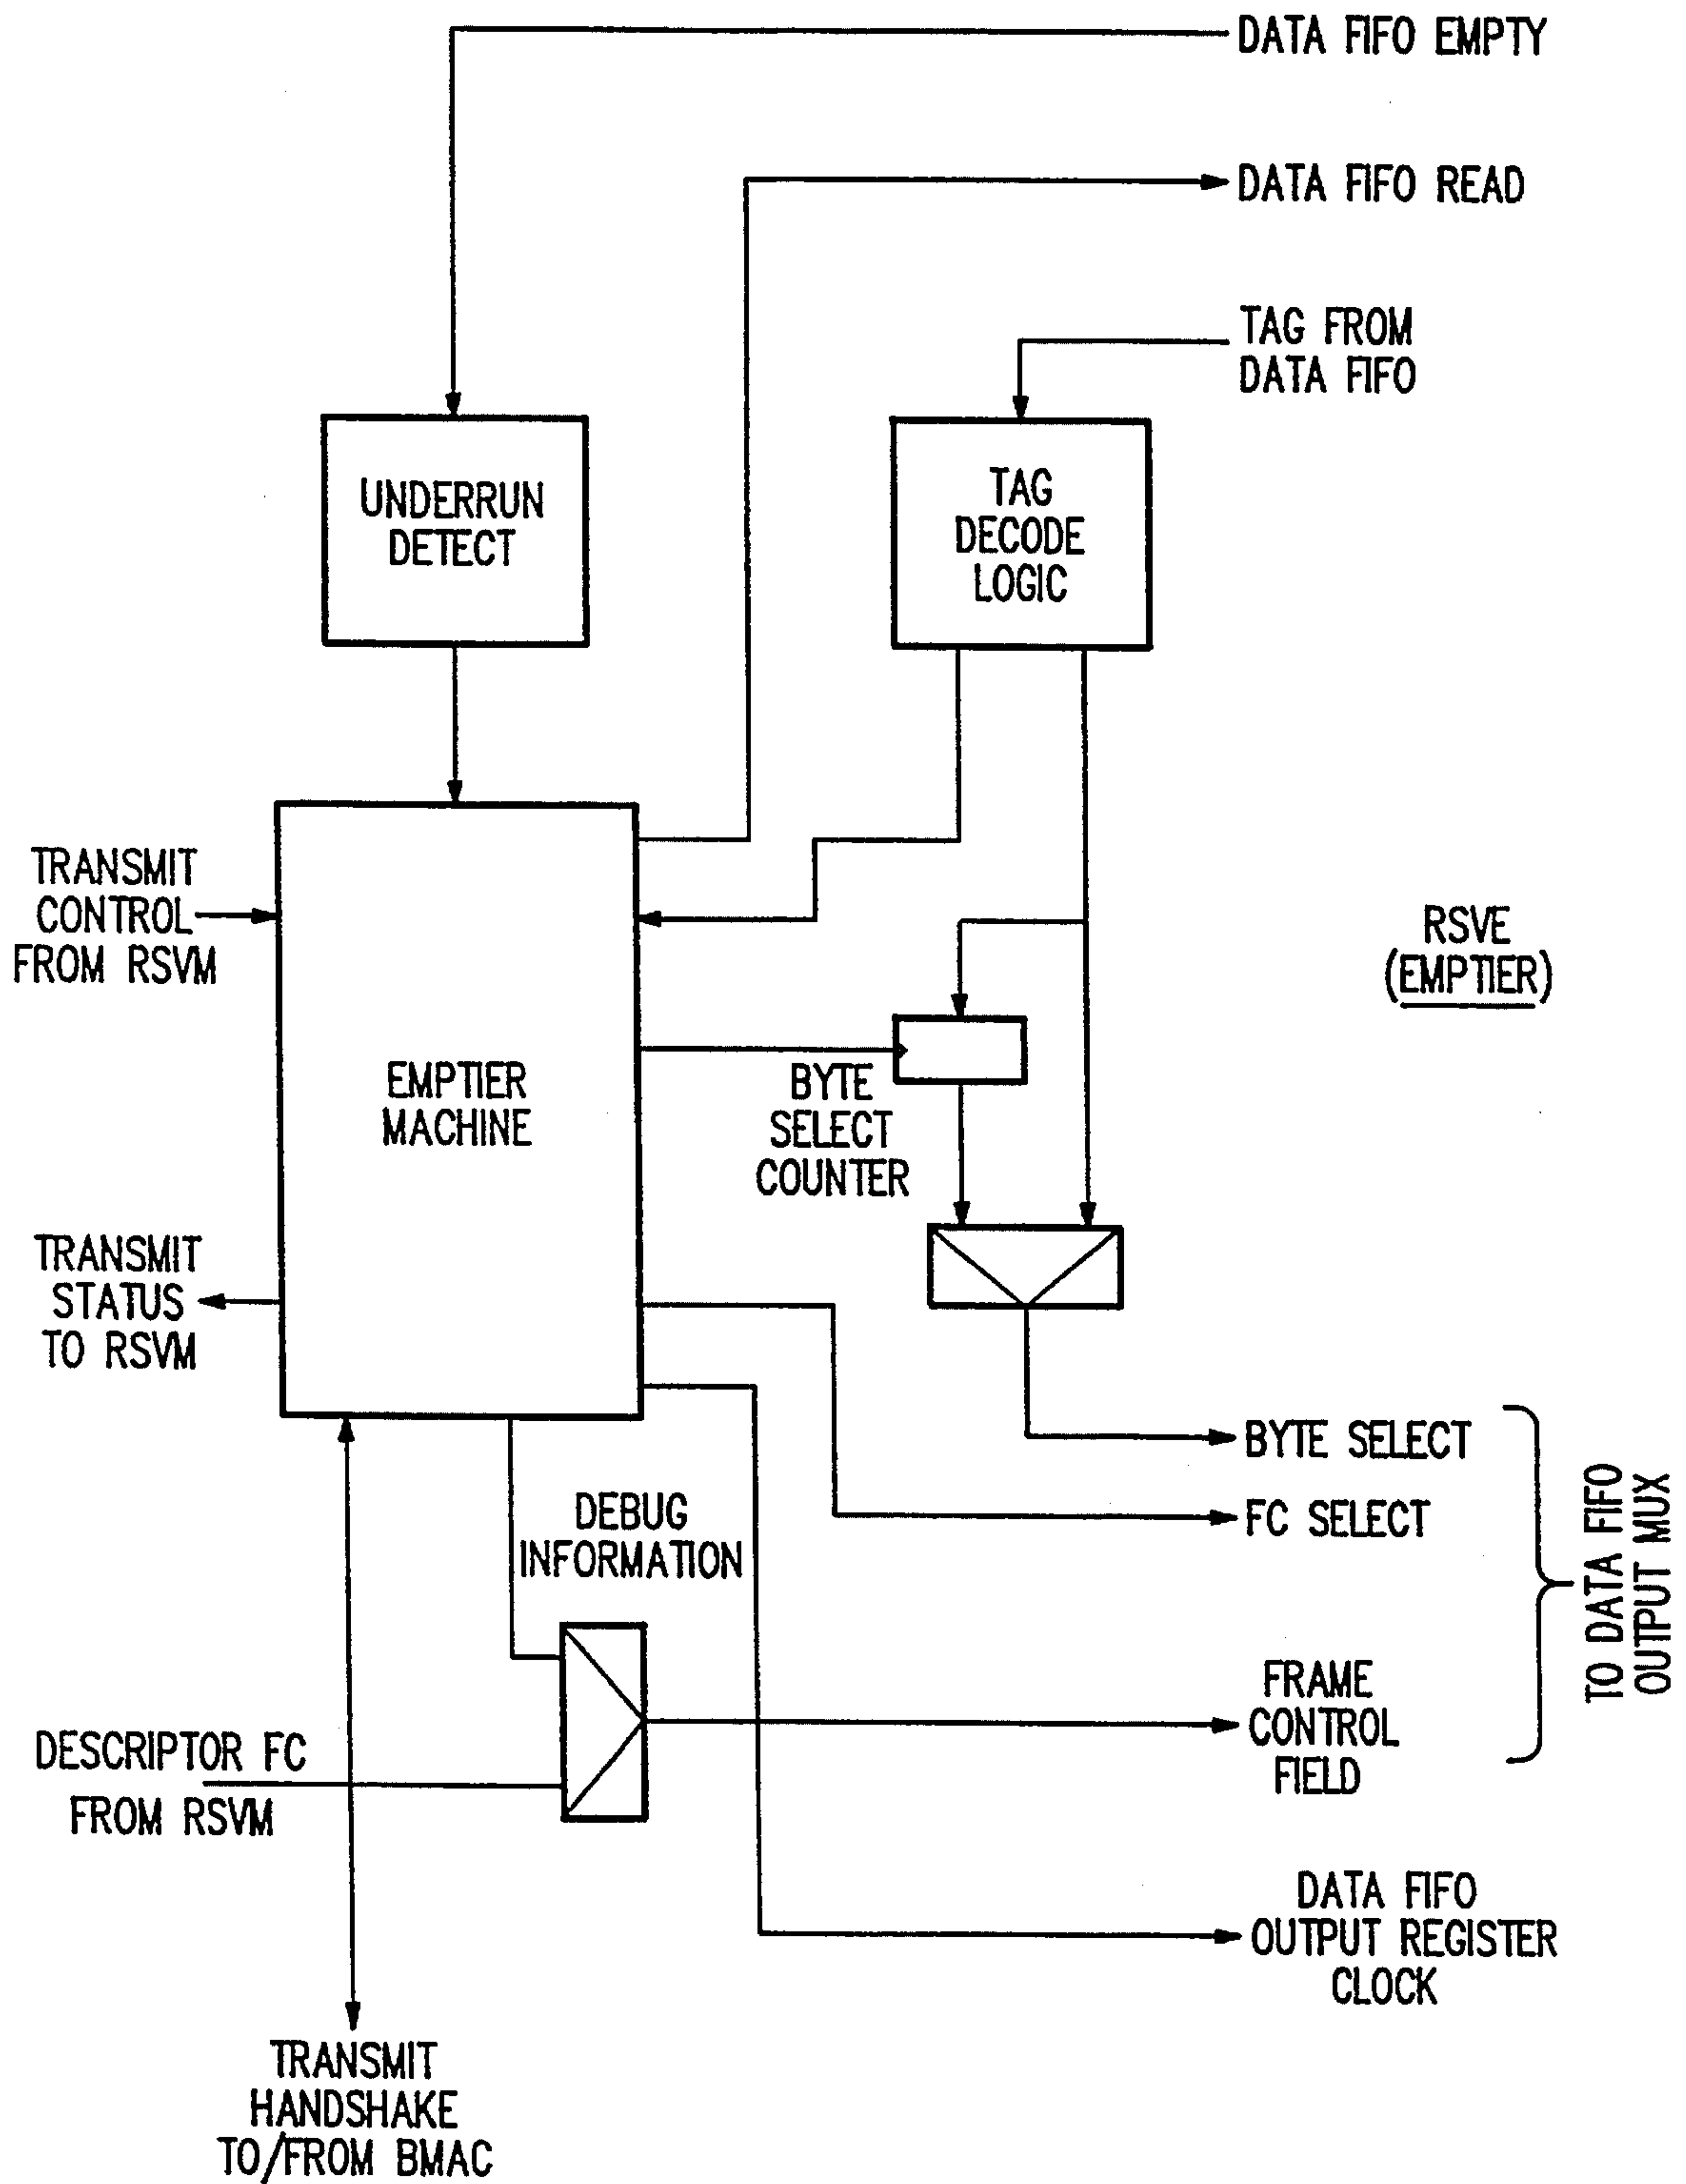 DATA FIFO EMPTY
DATA FIFO READ
TAG FROM
DATA FIFO
UNDERRUN
DETECT
TAG
DECODE
LOGIC
TRANSMIT
CONTROL
FROM RSVM
RSVE
(EMPTIER)
EMPTIER
MACHINE
BYTE
SELECT
COUNTER
TRANSMIT
STATUS
TO RSVM
BYTE SELECT
FC SELECT
TO DATA FIFO
OUTPUT MUX
DEBUG
INFORMATION
FRAME
CONTROL
FIELD
DESCRIPTOR FC
FROM RSVM
DATA FIFO
OUTPUT REGISTER
CLOCK
TRANSMIT
HANDSHAKE
TO/FROM BMAC